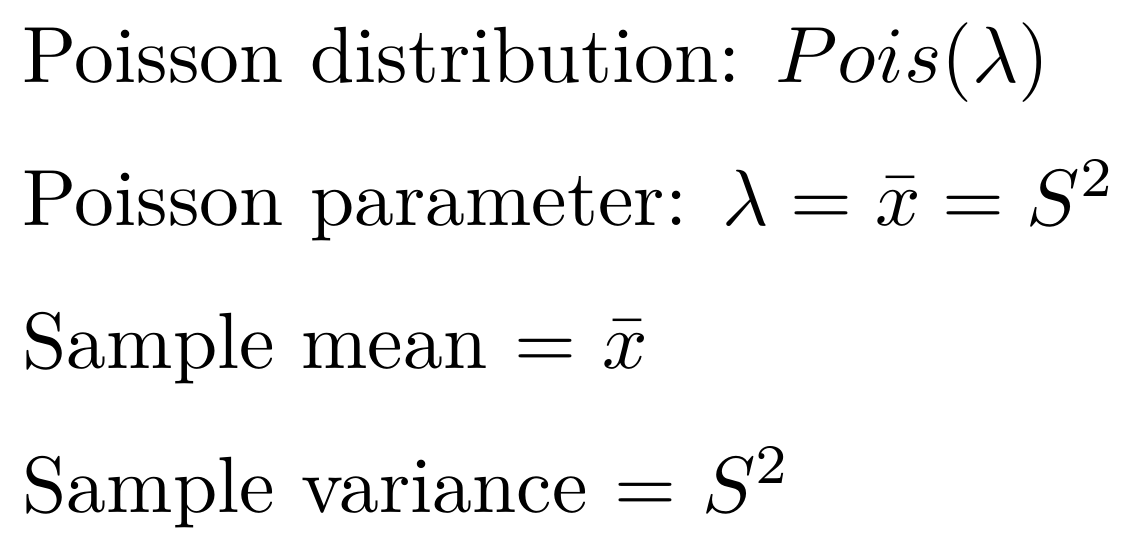 Poisson distribution: Pois(λ)
Poisson parameter: λ = x̄ = S²
Sample mean = x̄
Sample variance = S²